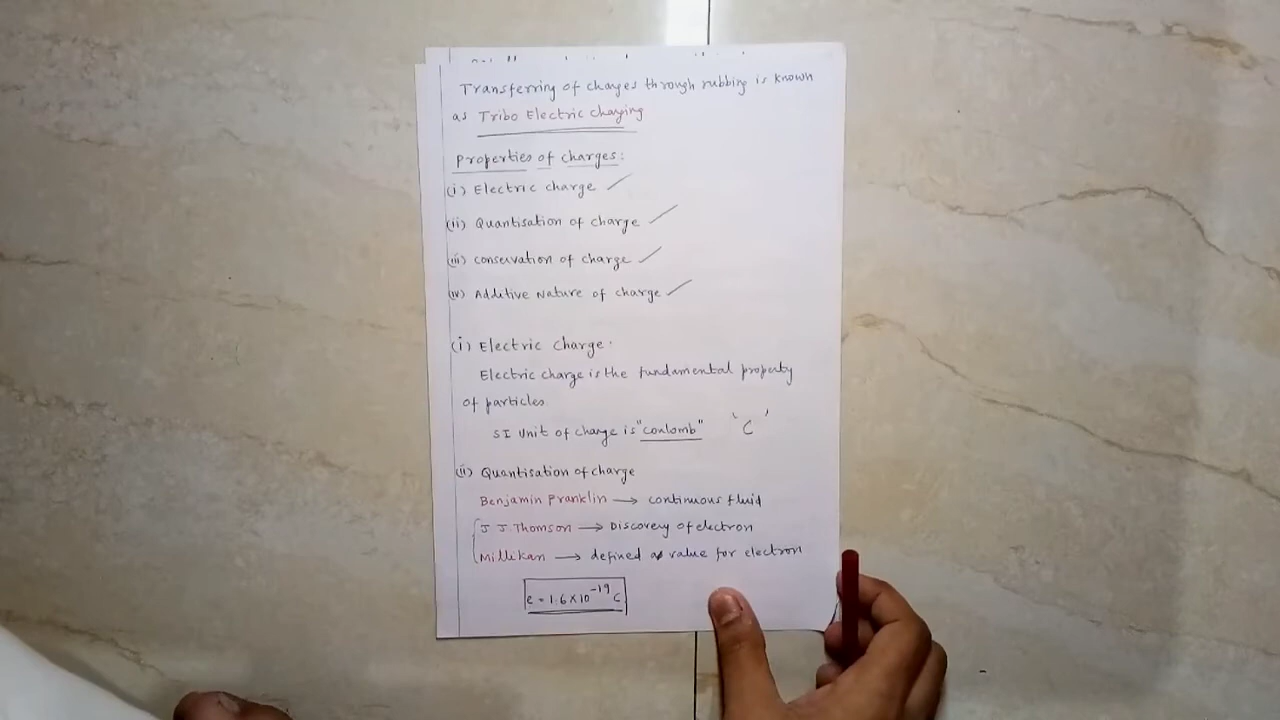 Transferring of charges through rubbing is known
as Tribo Electric charging
Properties of charges:
(i) Electric charge
(ii) Quantisation of charge
(iii) conservation of charge
(iv) Additive Nature of charge
(i) Electric charge.
Electric charge is the fundamental property
of particles
SI Unit of charge is "conlomb" 'C'
(ii) Quantisation of charge
Benjamin Pranklin → continuous fluid
J J. Thomson → Discovery of electron
Millikan → defined a value for electron
e = 1.6 × 10⁻¹⁹ C